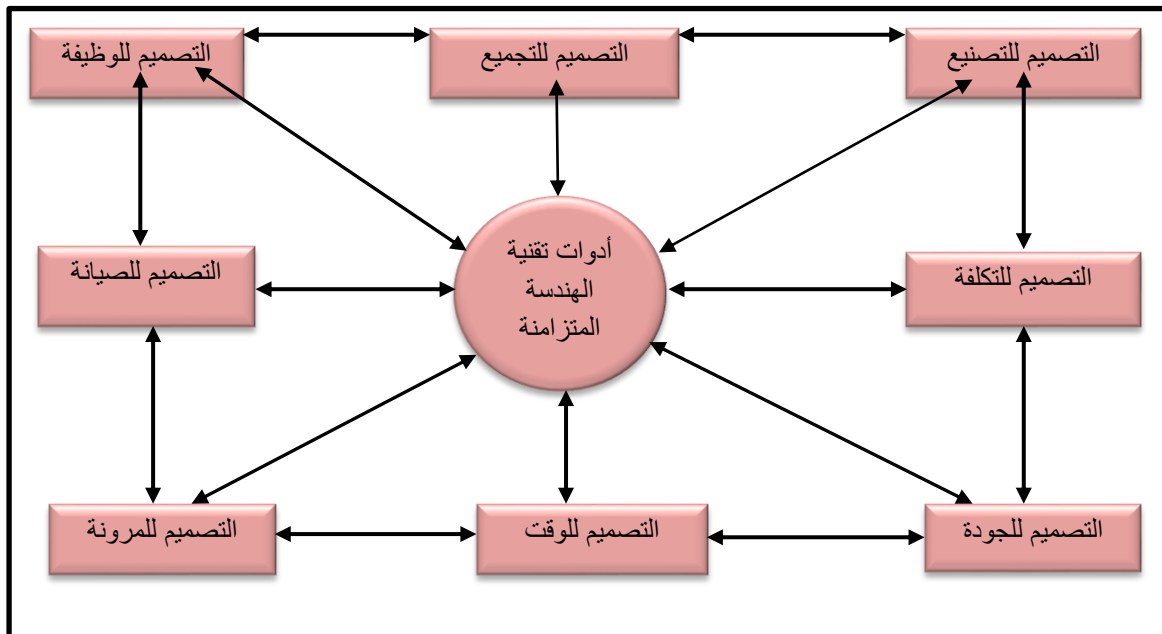 التصميم للتصنيع
التصميم للتجميع
التصميم للوظيفة
أدوات تقنية
الهندسة
المتزامنة
التصميم للتكلفة
التصميم للصيانة
التصميم للجودة
التصميم للوقت
التصميم للمرونة